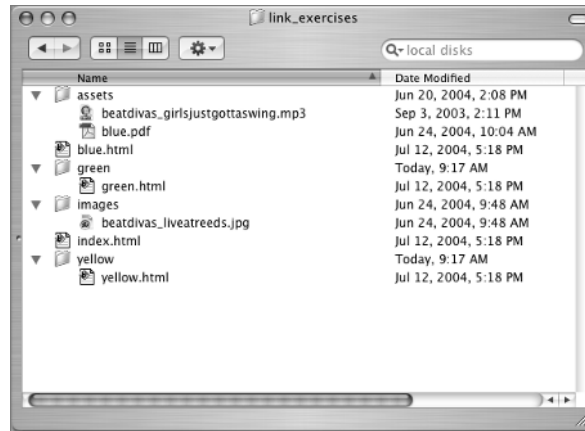 link_exercises
local disks
Name Date Modified
assets Jun 20, 2004, 2:08 PM
beatdivas_girlsjustgottaswing.mp3 Sep 3, 2003, 2:11 PM
blue.pdf Jun 24, 2004, 10:04 AM
blue.html Jul 12, 2004, 5:18 PM
green Today, 9:17 AM
green.html Jul 12, 2004, 5:18 PM
images Jun 24, 2004, 9:48 AM
beatdivas_liveatreeds.jpg Jun 24, 2004, 9:48 AM
index.html Jul 12, 2004, 5:18 PM
yellow Today, 9:17 AM
yellow.html Jul 12, 2004, 5:18 PM